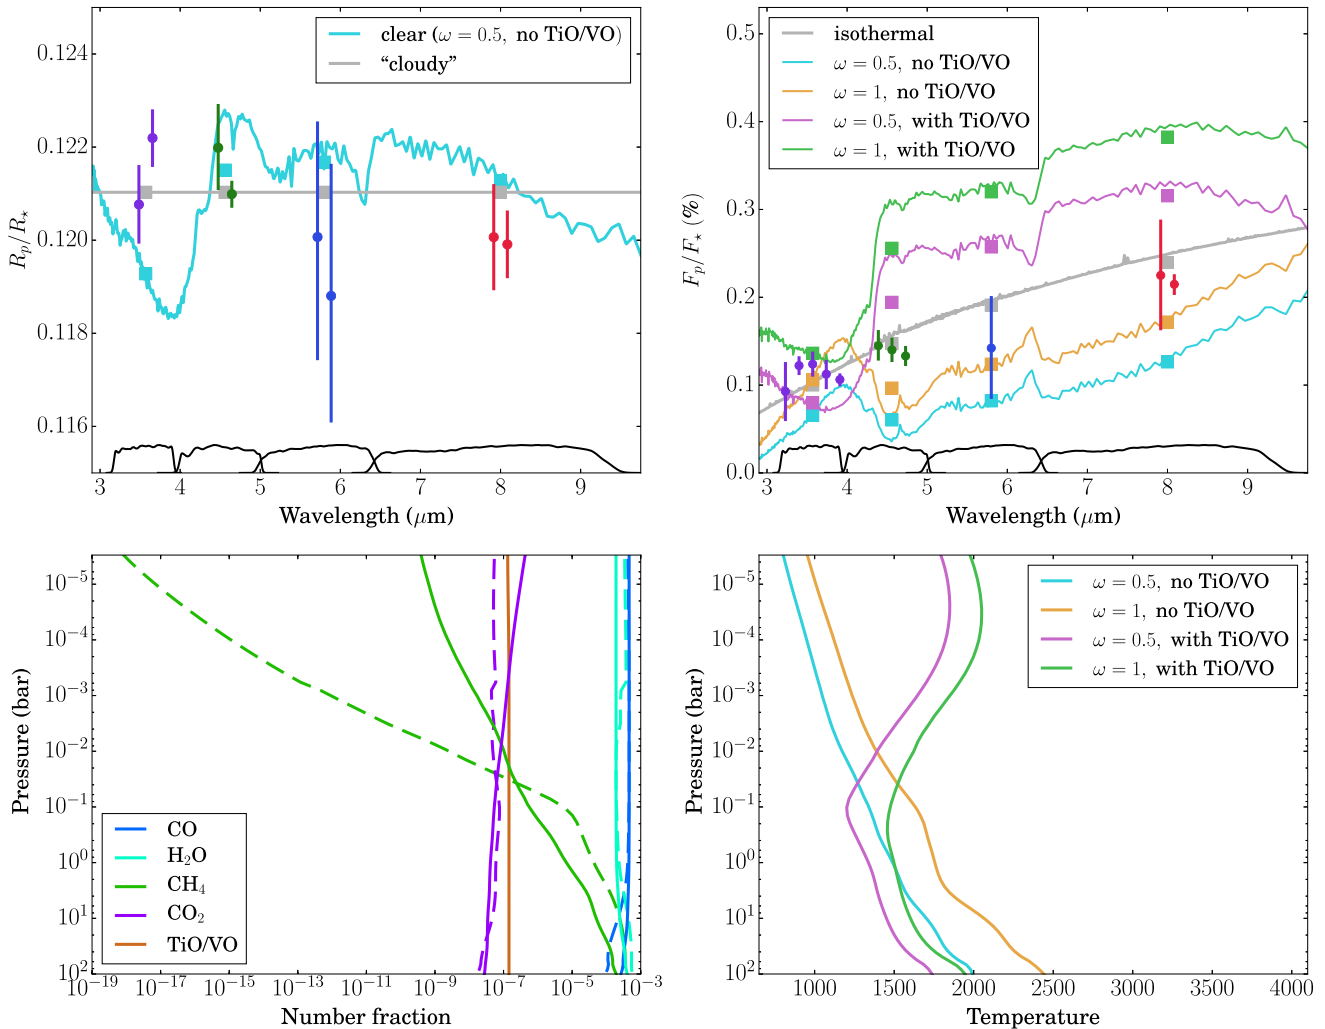 clear (ω = 0.5, no TiO/VO)
“cloudy”
0.124
0.122
0.120
0.118
0.116
R_p/R_⋆
3 4 5 6 7 8 9
Wavelength (μm)
isothermal
ω = 0.5, no TiO/VO
ω = 1, no TiO/VO
ω = 0.5, with TiO/VO
ω = 1, with TiO/VO
0.5
0.4
0.3
0.2
0.1
0.0
F_p/F_⋆ (%)
3 4 5 6 7 8 9
Wavelength (μm)
10^−5
10^−4
10^−3
10^−2
10^−1
10^0
10^1
10^2
Pressure (bar)
CO
H₂O
CH₄
CO₂
TiO/VO
10^−19 10^−17 10^−15 10^−13 10^−11 10^−9 10^−7 10^−5 10^−3
Number fraction
ω = 0.5, no TiO/VO
ω = 1, no TiO/VO
ω = 0.5, with TiO/VO
ω = 1, with TiO/VO
10^−5
10^−4
10^−3
10^−2
10^−1
10^0
10^1
10^2
Pressure (bar)
1000 1500 2000 2500 3000 3500 4000
Temperature